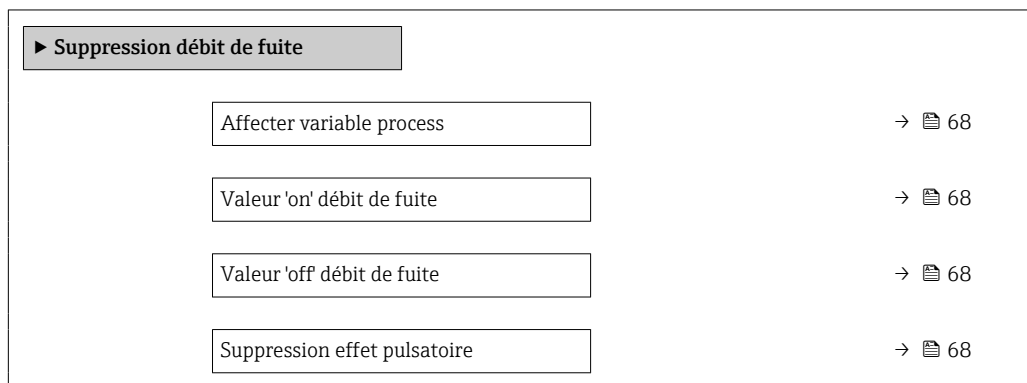 ▶ Suppression débit de fuite
Affecter variable process → 68
Valeur 'on' débit de fuite → 68
Valeur 'off' débit de fuite → 68
Suppression effet pulsatoire → 68